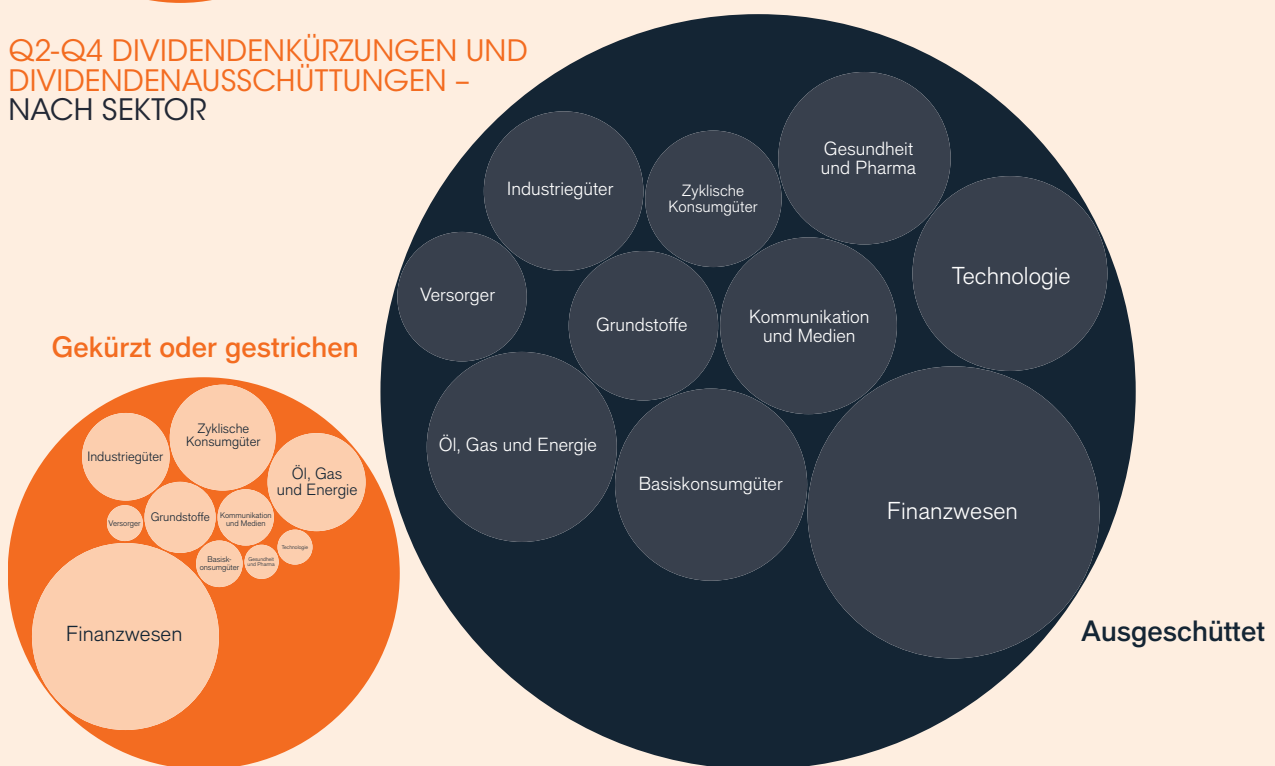 Q2-Q4 DIVIDENDENKÜRZUNGEN UND
DIVIDENDENAUSSCHÜTTUNGEN –
NACH SEKTOR
Gesundheit
und Pharma
Industriegüter
Zyklische
Konsumgüter
Technologie
Versorger
Grundstoffe
Kommunikation
und Medien
Öl, Gas und Energie
Basiskonsumgüter
Finanzwesen
Ausgeschüttet
Gekürzt oder gestrichen
Zyklische
Konsumgüter
Industriegüter
Öl, Gas
und Energie
Versorger
Grundstoffe
Kommunikation
und Medien
Basisk-
onsumgüter
Gesundheit
und Pharma
Technologie
Finanzwesen